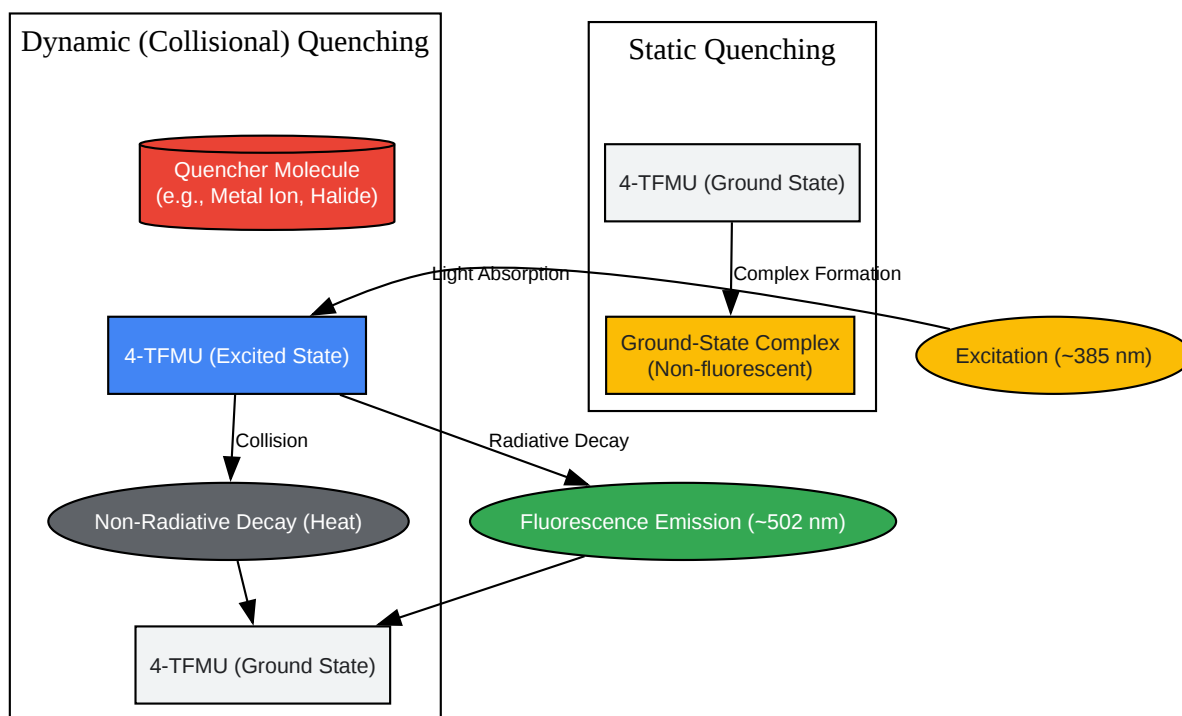 Dynamic (Collisional) Quenching
Static Quenching
Quencher Molecule
(e.g., Metal Ion, Halide)
4-TFMU (Ground State)
Light Absorption
Complex Formation
4-TFMU (Excited State)
Ground-State Complex
(Non-fluorescent)
Excitation (~385 nm)
Collision
Radiative Decay
Non-Radiative Decay (Heat)
Fluorescence Emission (~502 nm)
4-TFMU (Ground State)